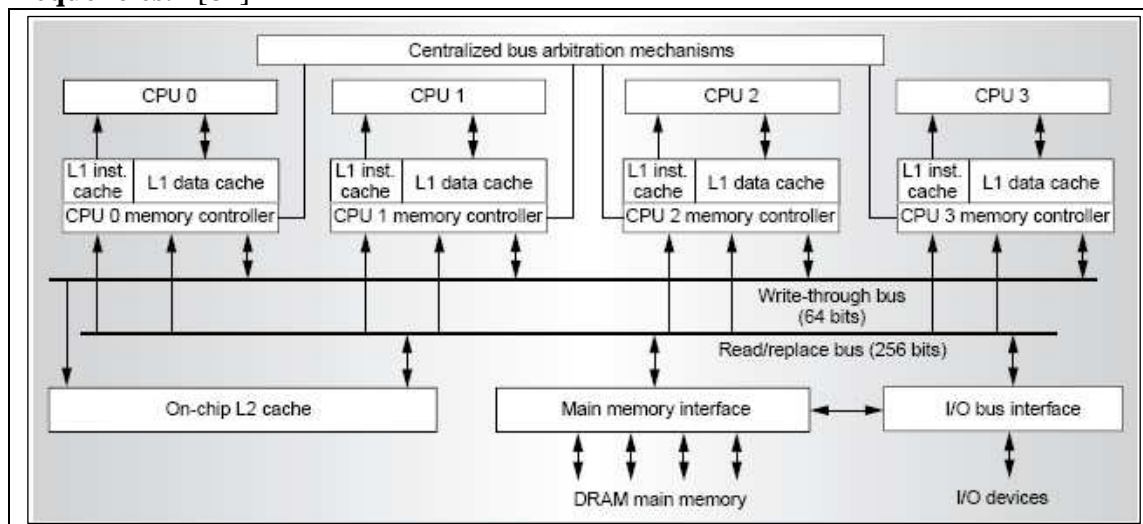 Centralized bus arbitration mechanisms
CPU 0
CPU 1
CPU 2
CPU 3
L1 inst.
cache
L1 data cache
CPU 0 memory controller
L1 inst.
cache
L1 data cache
CPU 1 memory controller
L1 inst.
cache
L1 data cache
CPU 2 memory controller
L1 inst.
cache
L1 data cache
CPU 3 memory controller
Write-through bus
(64 bits)
Read/replace bus (256 bits)
On-chip L2 cache
Main memory interface
I/O bus interface
DRAM main memory
I/O devices